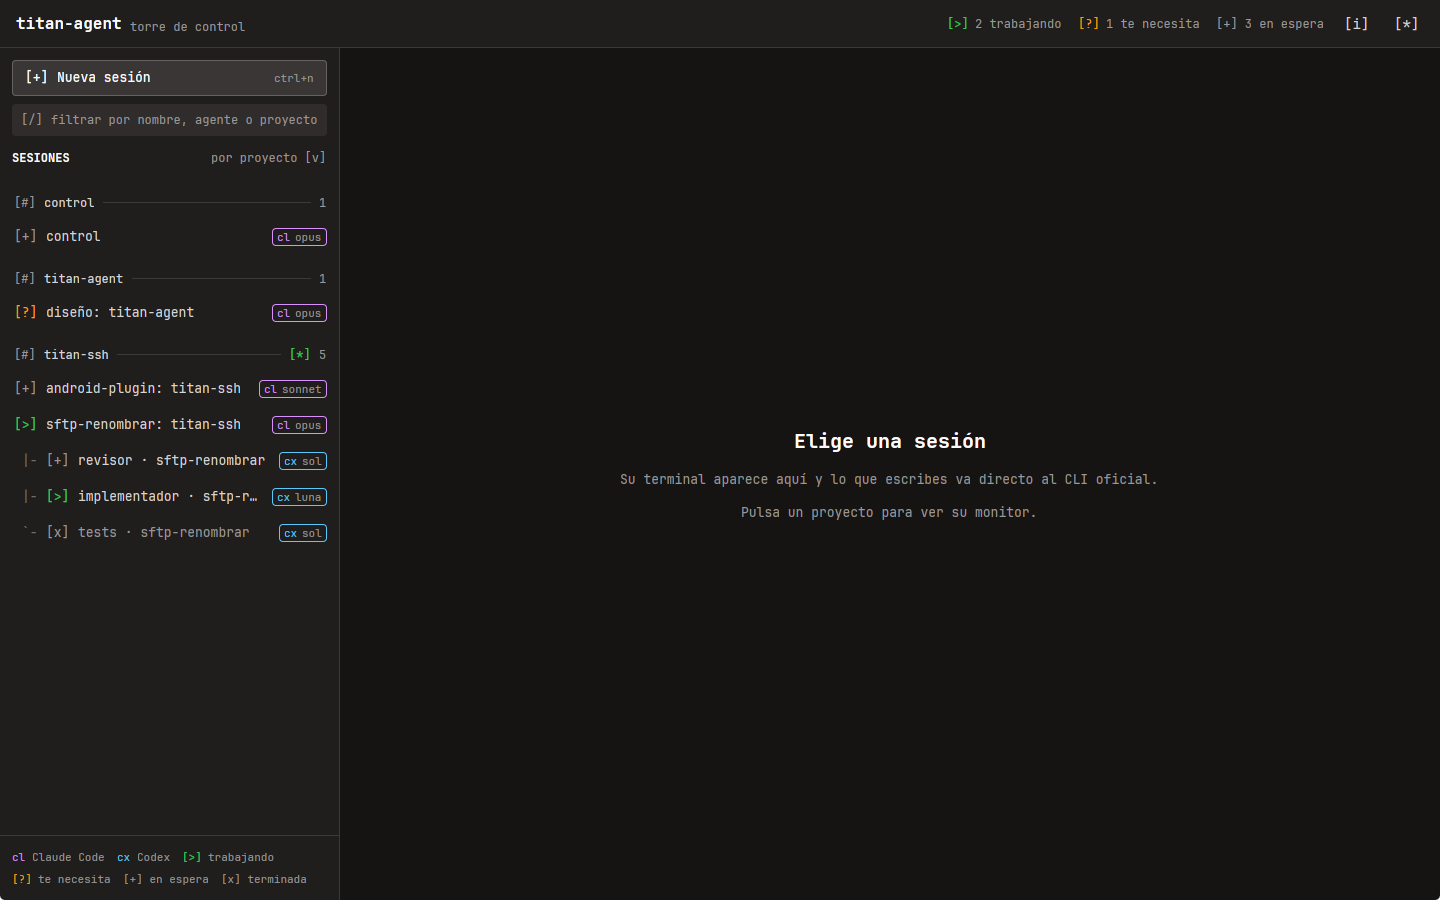 titan-agent torre de control
[>] 2 trabajando [?] 1 te necesita [+] 3 en espera [i] [*]
[+] Nueva sesión ctrl+n
[/] filtrar por nombre, agente o proyecto
SESIONES por proyecto [v]
[#] control 1
[+] control cl opus
[#] titan-agent 1
[?] diseño: titan-agent cl opus
[#] titan-ssh [*] 5
[+] android-plugin: titan-ssh cl sonnet
[>] sftp-renombrar: titan-ssh cl opus
|- [+] revisor · sftp-renombrar cx sol
|- [>] implementador · sftp-r… cx luna
`- [x] tests · sftp-renombrar cx sol
Elige una sesión
Su terminal aparece aquí y lo que escribes va directo al CLI oficial.
Pulsa un proyecto para ver su monitor.
cl Claude Code cx Codex [>] trabajando
[?] te necesita [+] en espera [x] terminada